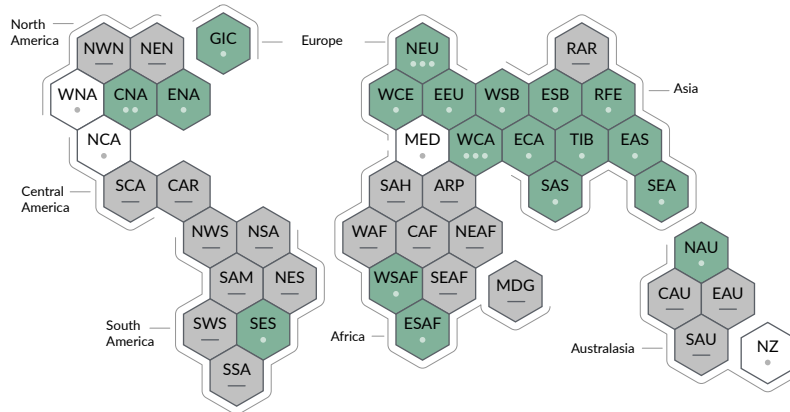 North
America
NWN
NEN
GIC
Europe
NEU
RAR
WNA
CNA
ENA
WCE
EEU
WSB
ESB
RFE
Asia
NCA
MED
WCA
ECA
TIB
EAS
Central
America
SCA
CAR
SAH
ARP
SAS
SEA
NWS
NSA
WAF
CAF
NEAF
NAU
SAM
NES
WSAF
SEAF
MDG
CAU
EAU
South
America
SWS
SES
Africa
ESAF
Australasia
SAU
NZ
SSA